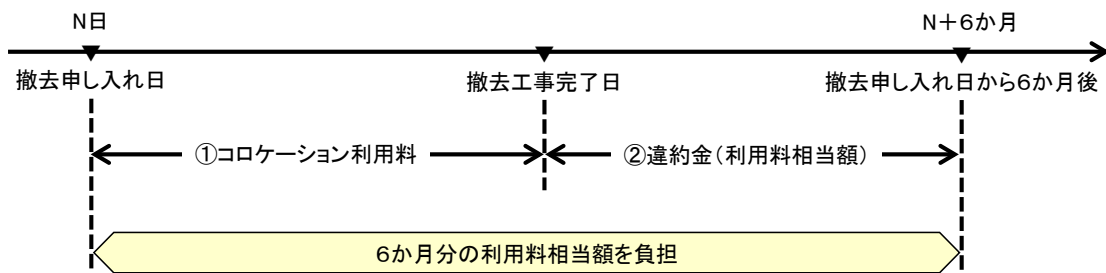 N日
N＋6か月
撤去申し入れ日
撤去工事完了日
撤去申し入れ日から6か月後
①コロケーション利用料
②違約金(利用料相当額)
6か月分の利用料相当額を負担